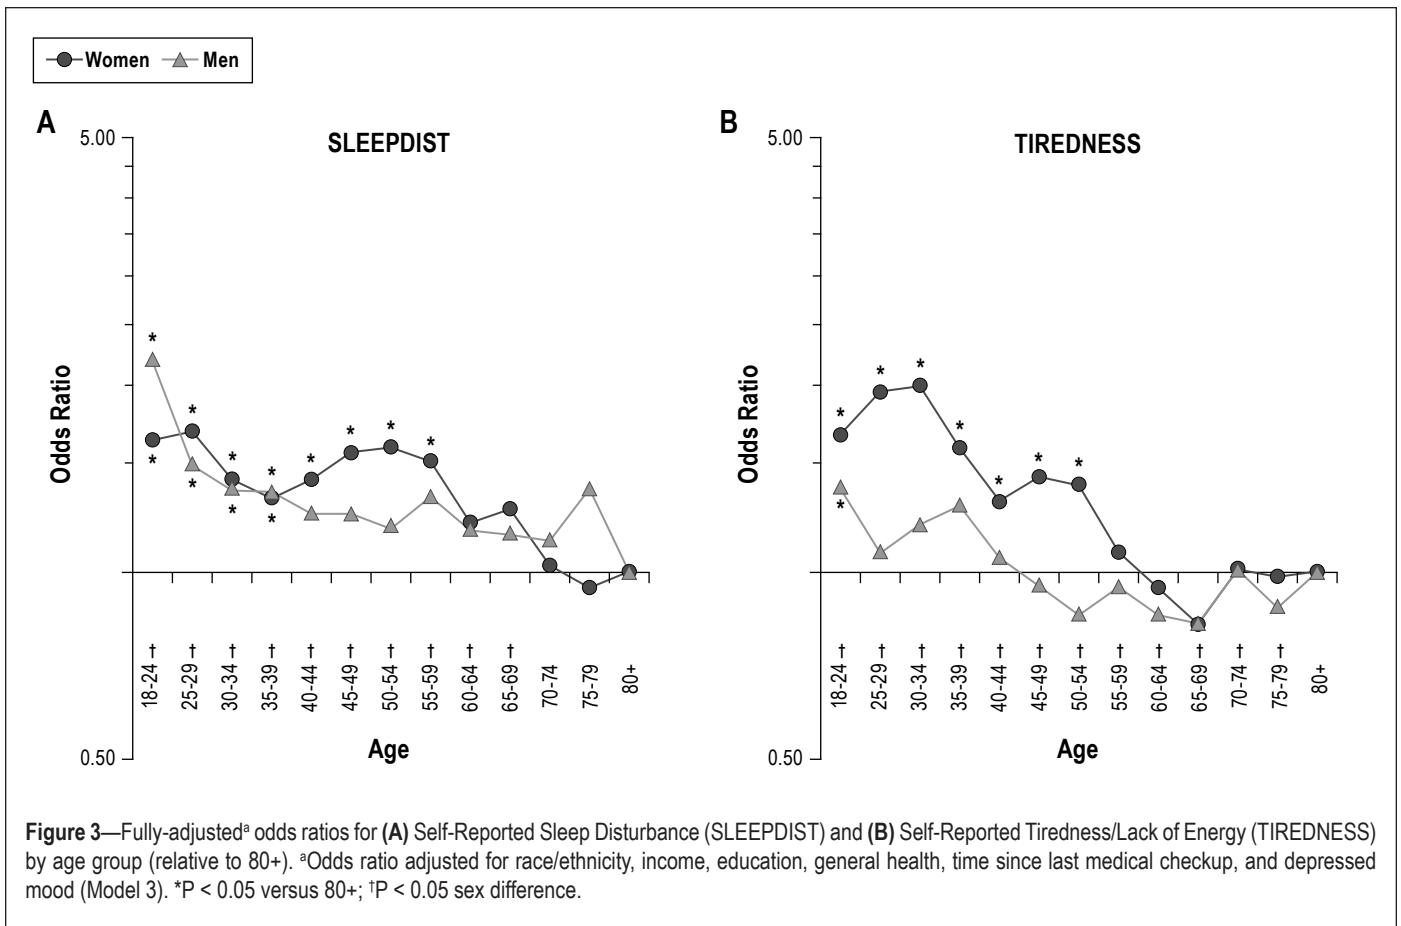 Women Men
A
SLEEPDIST
5.00
Odds Ratio
* * * * * * * *
* * * *
18-24 †
25-29 †
30-34 †
35-39 †
40-44 †
45-49 †
50-54 †
55-59 †
60-64 †
65-69 †
70-74
75-79
80+
0.50
Age
B
TIREDNESS
5.00
Odds Ratio
* * * * * * *
*
18-24 †
25-29 †
30-34 †
35-39 †
40-44 †
45-49 †
50-54 †
55-59 †
60-64 †
65-69 †
70-74 †
75-79 †
80+
0.50
Age
Figure 3—Fully-adjustedᵃ odds ratios for (A) Self-Reported Sleep Disturbance (SLEEPDIST) and (B) Self-Reported Tiredness/Lack of Energy (TIREDNESS)
by age group (relative to 80+). ᵃOdds ratio adjusted for race/ethnicity, income, education, general health, time since last medical checkup, and depressed
mood (Model 3). *P < 0.05 versus 80+; †P < 0.05 sex difference.